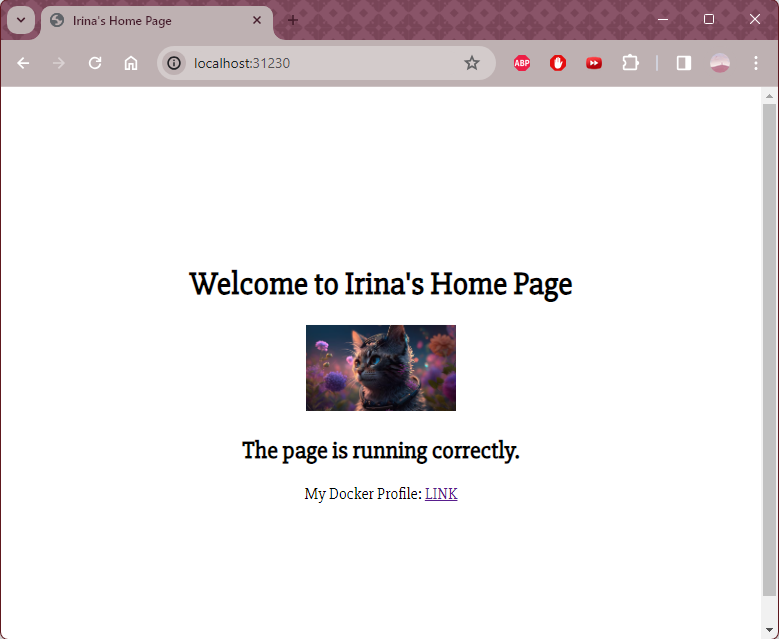 Irina's Home Page
localhost:31230
ABP
Welcome to Irina's Home Page
The page is running correctly.
My Docker Profile: LINK